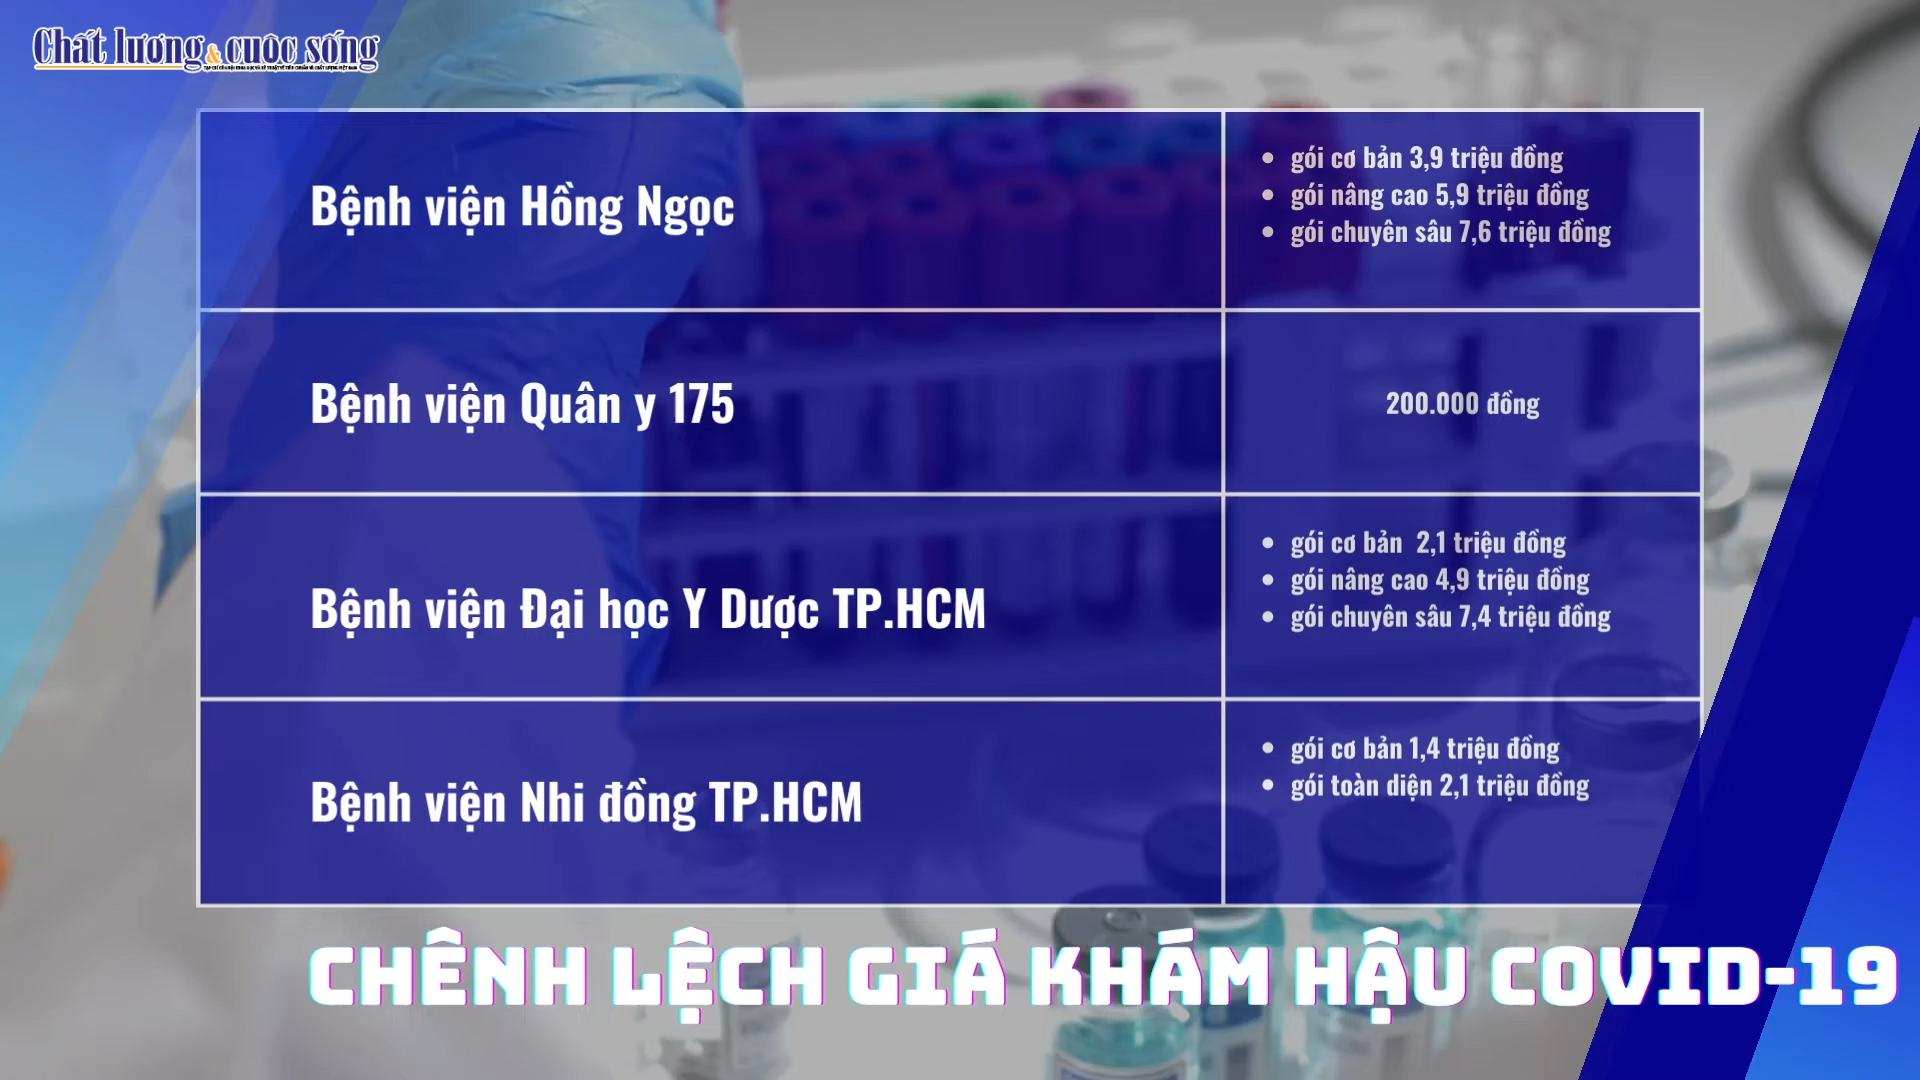 Chất lượng & cuộc sống
Bệnh viện Hồng Ngọc
gói cơ bản 3,9 triệu đồng
gói nâng cao 5,9 triệu đồng
gói chuyên sâu 7,6 triệu đồng
Bệnh viện Quân y 175
200.000 đồng
Bệnh viện Đại học Y Dược TP.HCM
gói cơ bản 2,1 triệu đồng
gói nâng cao 4,9 triệu đồng
gói chuyên sâu 7,4 triệu đồng
Bệnh viện Nhi đồng TP.HCM
gói cơ bản 1,4 triệu đồng
gói toàn diện 2,1 triệu đồng
CHÊNH LỆCH GIÁ KHÁM HẬU COVID-19